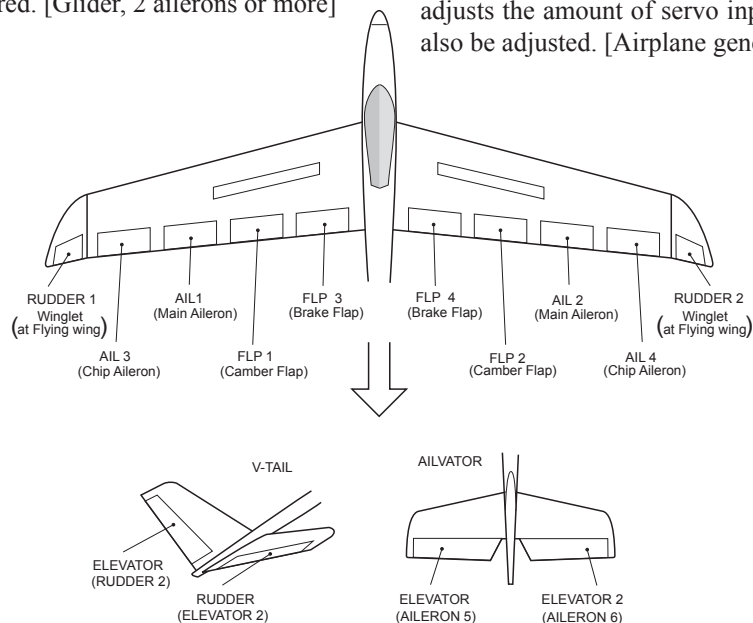 red. [Glider, 2 ailerons or more]
adjusts the amount of servo inp
also be adjusted. [Airplane gene
RUDDER 1
Winglet
(at Flying wing)
AIL 3
(Chip Aileron)
AIL1
(Main Aileron)
FLP 1
(Camber Flap)
FLP 3
(Brake Flap)
FLP 4
(Brake Flap)
FLP 2
(Camber Flap)
AIL 2
(Main Aileron)
AIL 4
(Chip Aileron)
RUDDER 2
Winglet
(at Flying wing)
V-TAIL
ELEVATOR
(RUDDER 2)
RUDDER
(ELEVATOR 2)
AILVATOR
ELEVATOR
(AILERON 5)
ELEVATOR 2
(AILERON 6)